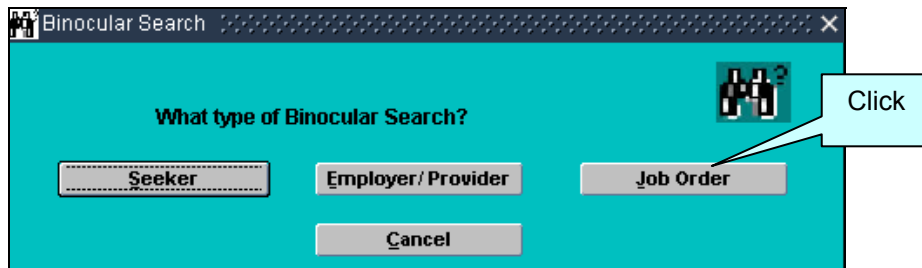 Binocular Search
Click
What type of Binocular Search?
Seeker Employer/Provider Job Order
Cancel